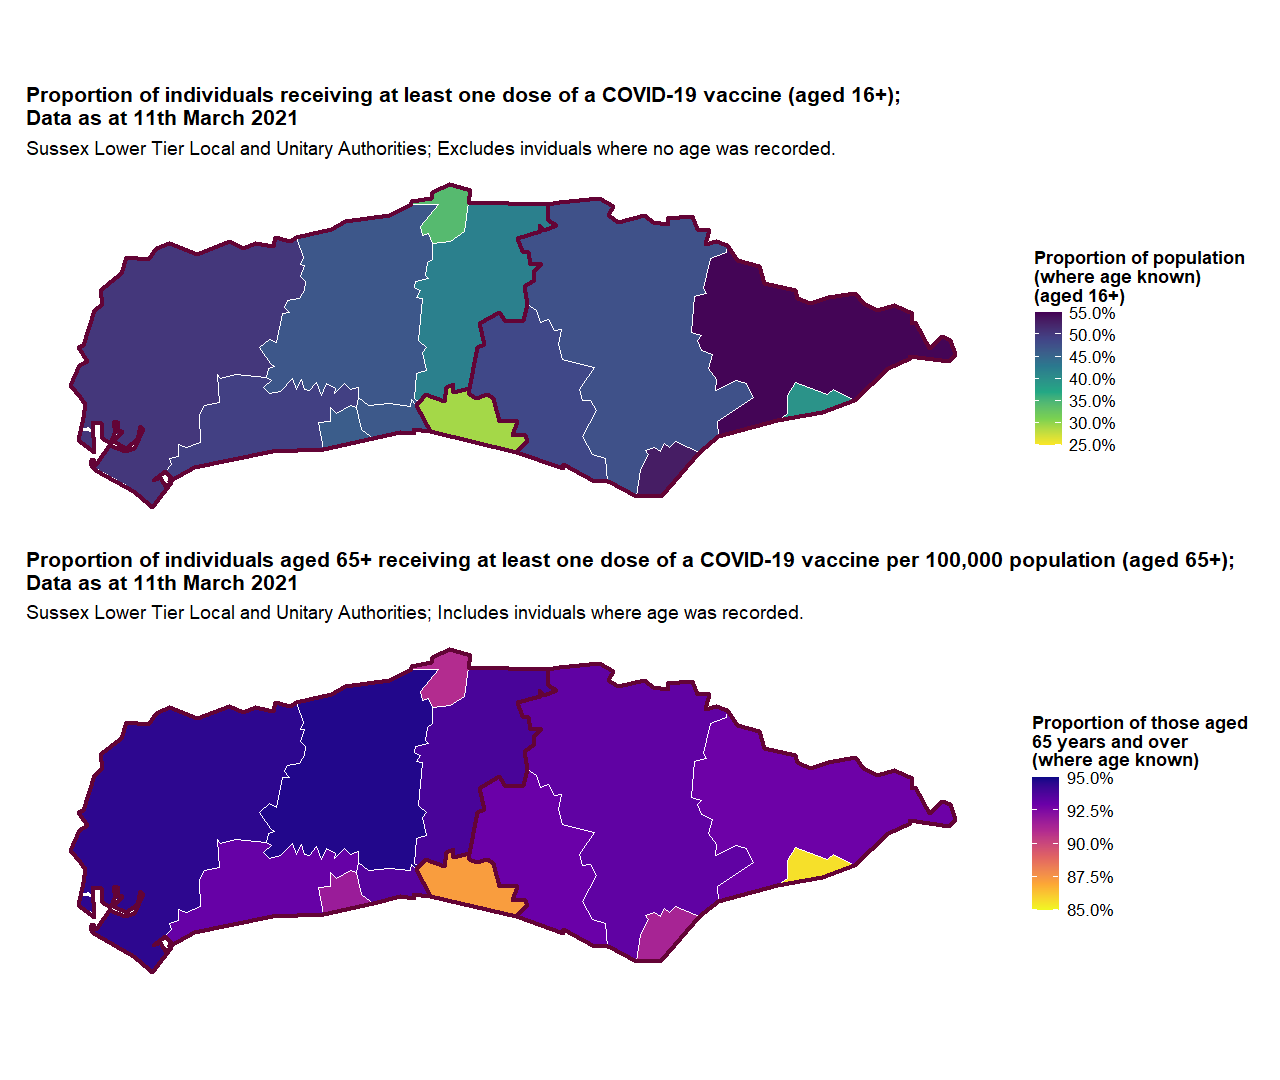 Proportion of individuals receiving at least one dose of a COVID-19 vaccine (aged 16+);
Data as at 11th March 2021
Sussex Lower Tier Local and Unitary Authorities; Excludes inviduals where no age was recorded.
Proportion of population
(where age known)
(aged 16+)
55.0%
50.0%
45.0%
40.0%
35.0%
30.0%
25.0%
Proportion of individuals aged 65+ receiving at least one dose of a COVID-19 vaccine per 100,000 population (aged 65+);
Data as at 11th March 2021
Sussex Lower Tier Local and Unitary Authorities; Includes inviduals where age was recorded.
Proportion of those aged
65 years and over
(where age known)
95.0%
92.5%
90.0%
87.5%
85.0%